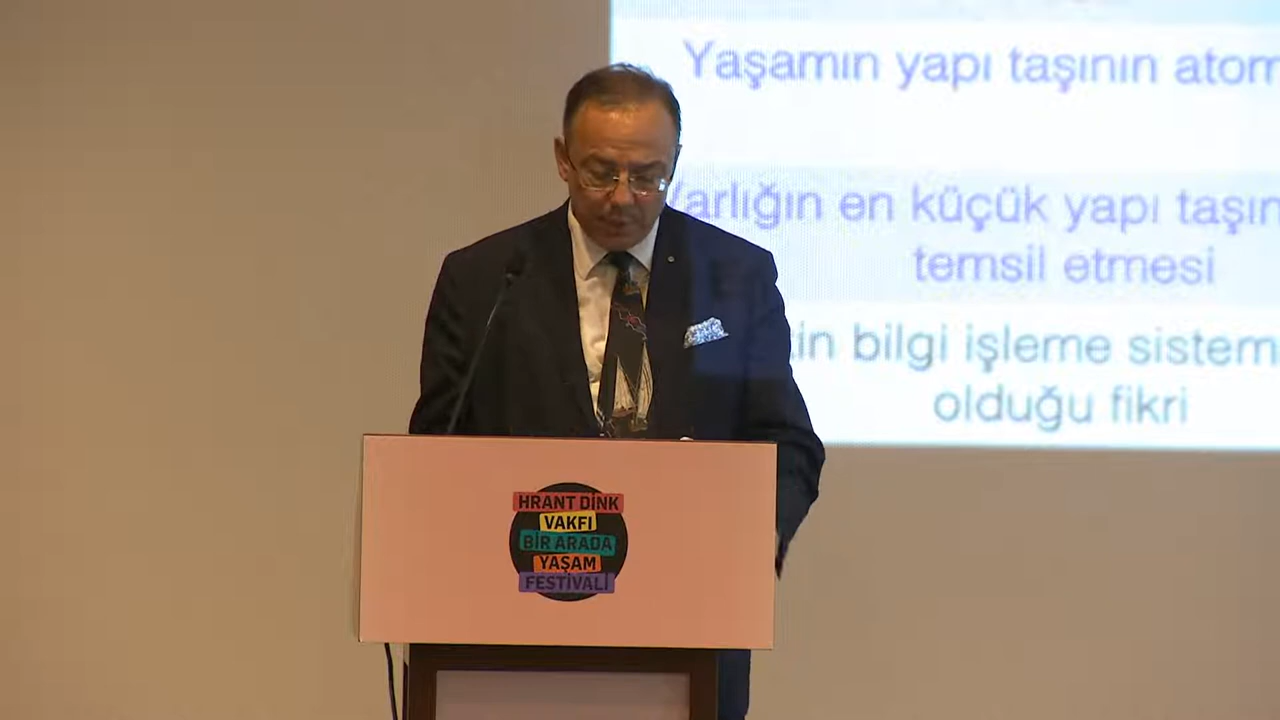 Yaşamın yapı taşının atom
Varlığın en küçük yapı taşın
temsil etmesi
in bilgi işleme sistem
olduğu fikri
HRANT DİNK
VAKFI
BİR ARADA
YAŞAM
FESTİVALİ